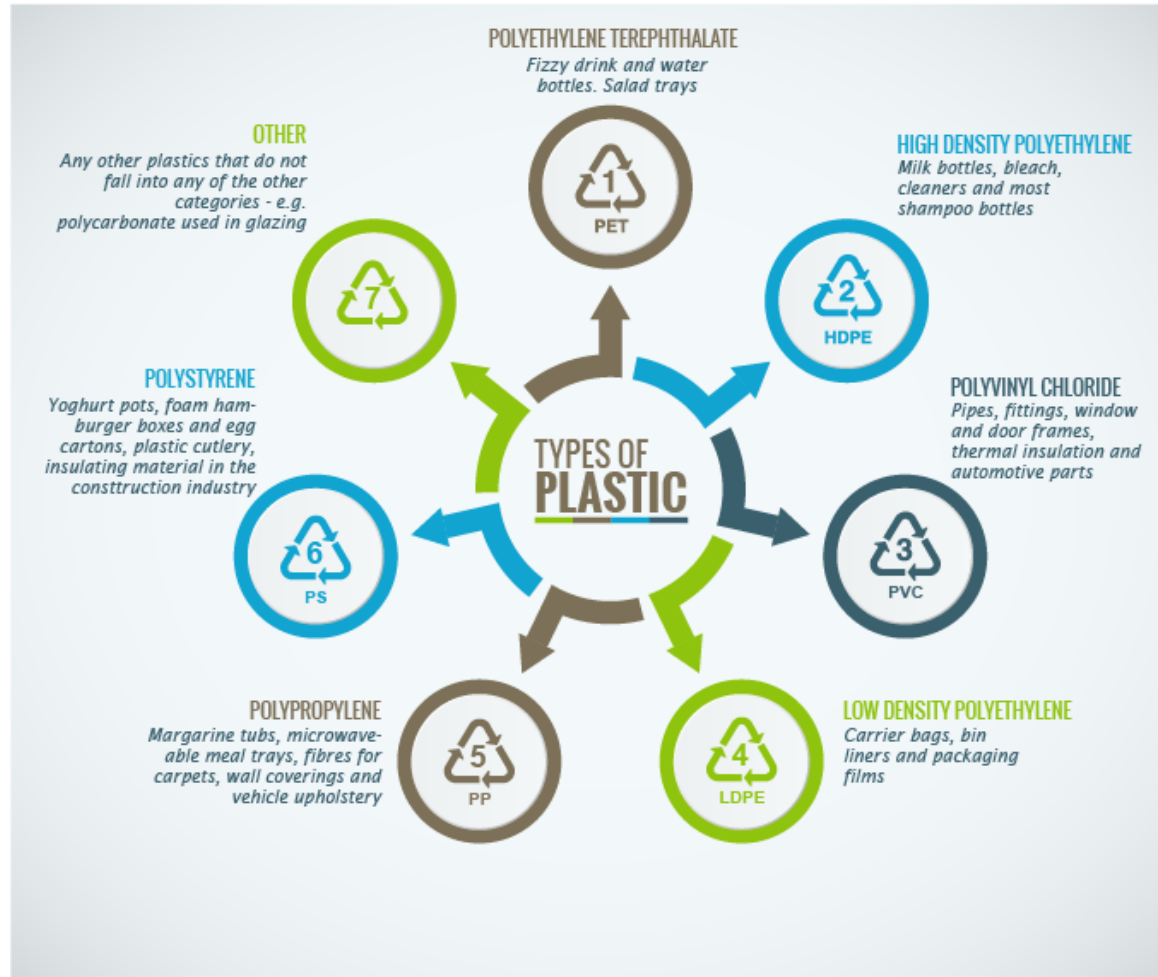 TYPES OF
PLASTIC
POLYETHYLENE TEREPHTHALATE
Fizzy drink and water
bottles. Salad trays
1
PET
HIGH DENSITY POLYETHYLENE
Milk bottles, bleach,
cleaners and most
shampoo bottles
2
HDPE
POLYVINYL CHLORIDE
Pipes, fittings, window
and door frames,
thermal insulation and
automotive parts
3
PVC
LOW DENSITY POLYETHYLENE
Carrier bags, bin
liners and packaging
films
4
LDPE
POLYPROPYLENE
Margarine tubs, microwave-
able meal trays, fibres for
carpets, wall coverings and
vehicle upholstery
5
PP
POLYSTYRENE
Yoghurt pots, foam ham-
burger boxes and egg
cartons, plastic cutlery,
insulating material in the
consttruction industry
6
PS
OTHER
Any other plastics that do not
fall into any of the other
categories - e.g.
polycarbonate used in glazing
7